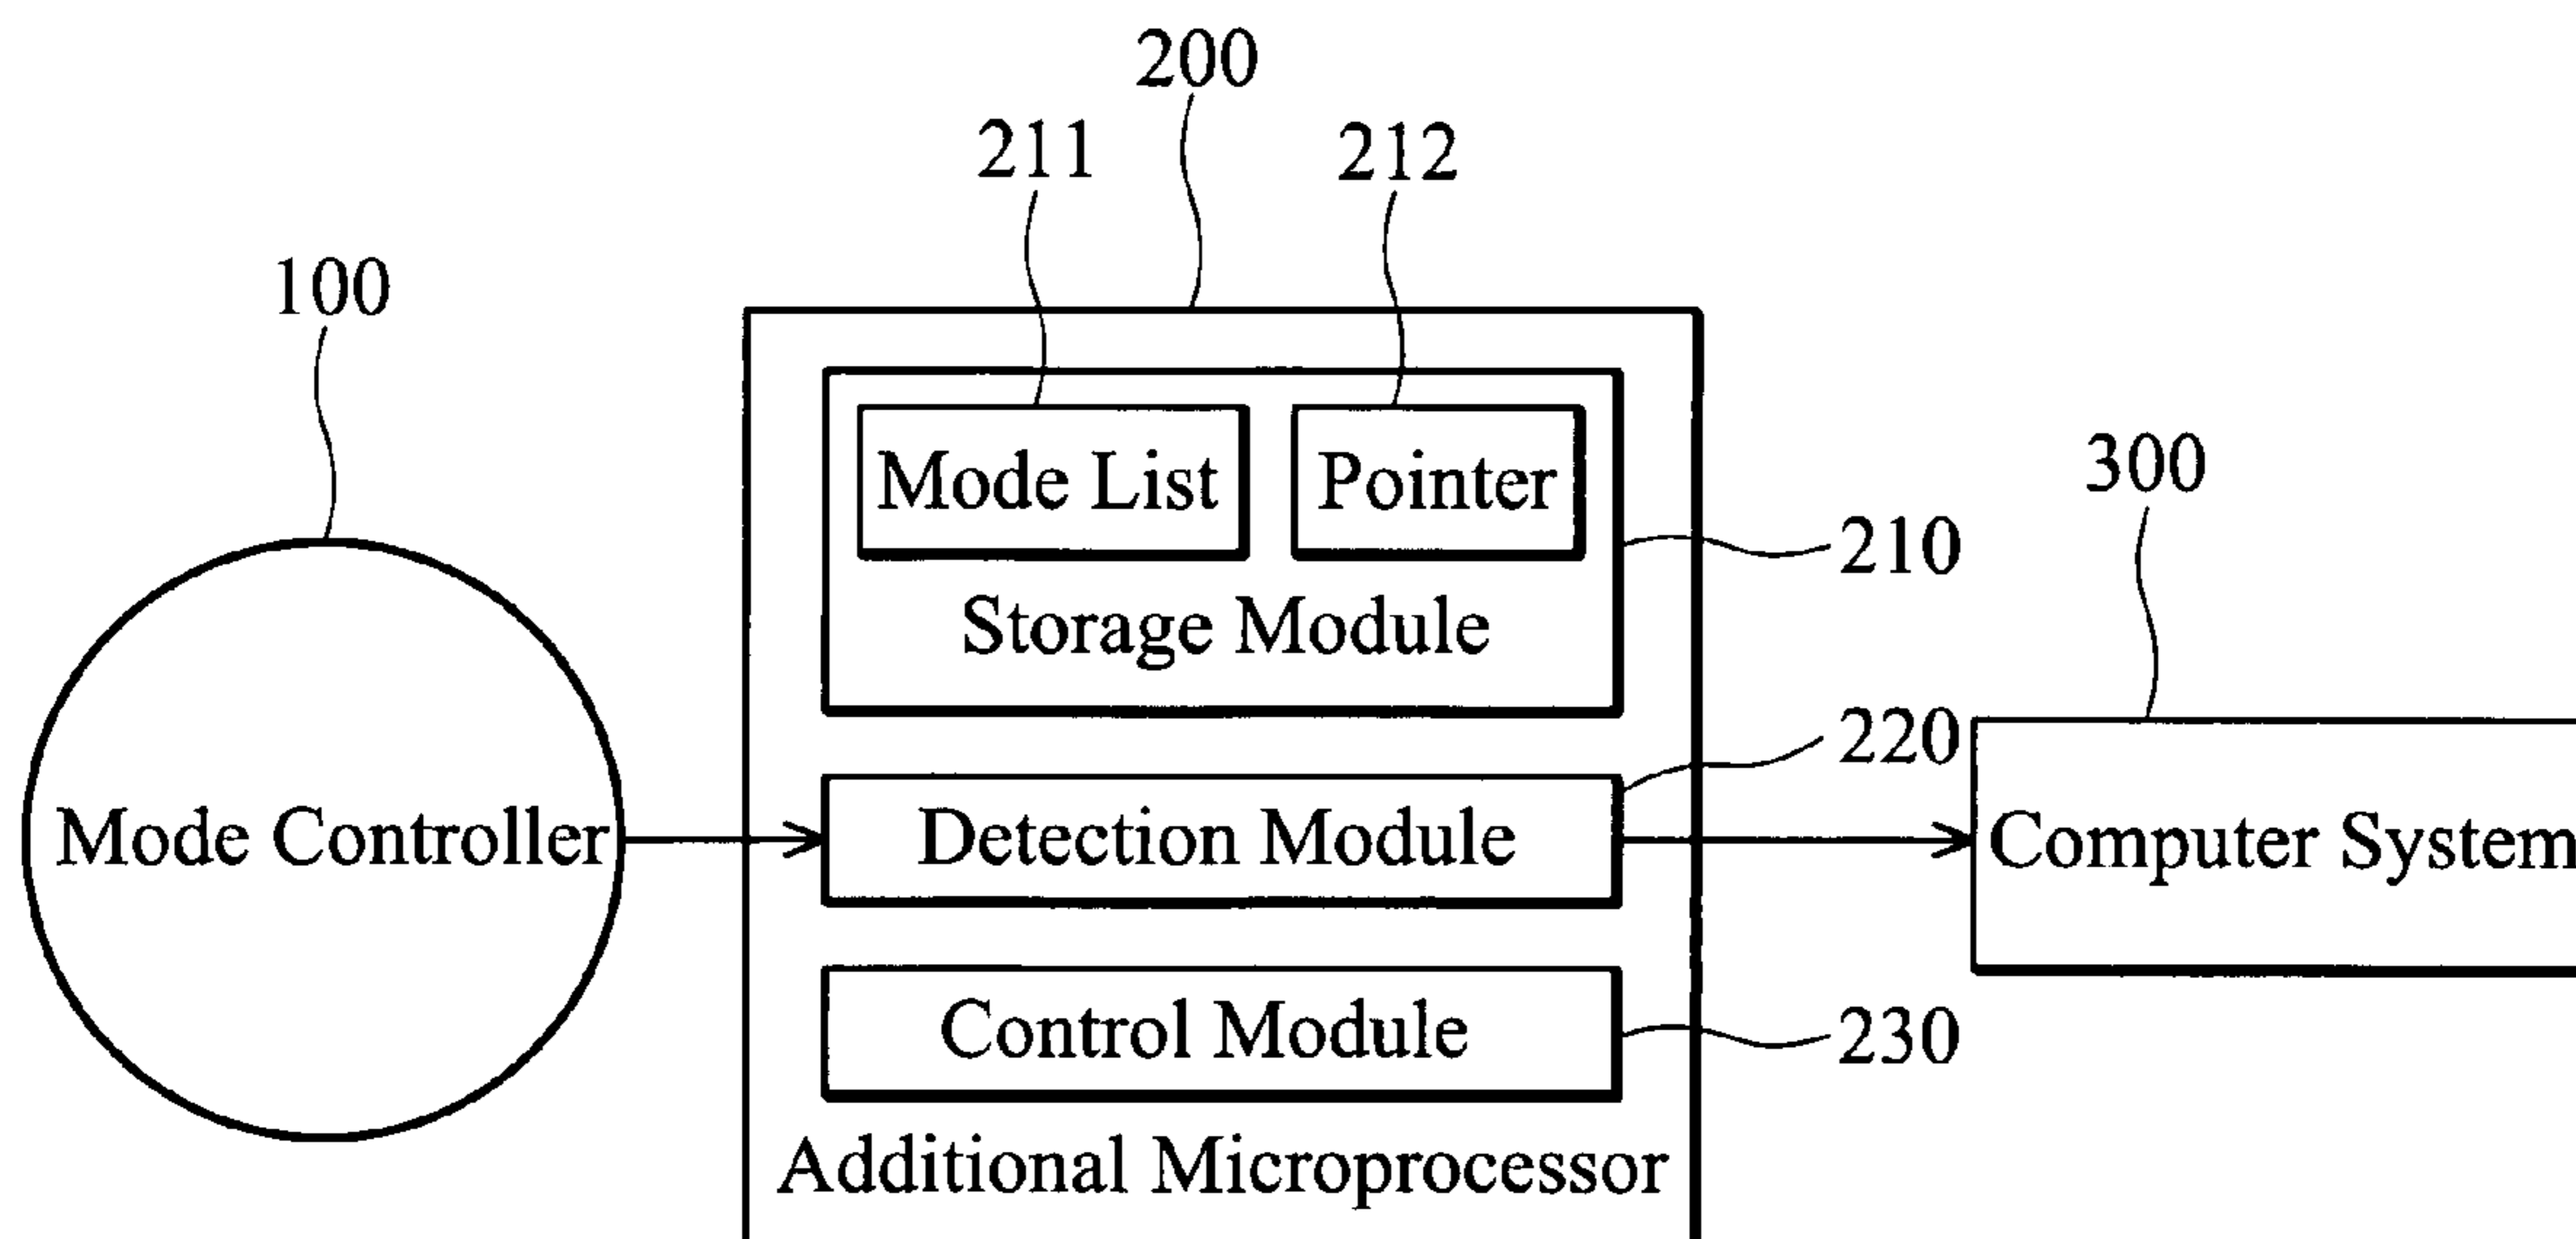 200
211
212
100
Mode List
Pointer
300
210
Storage Module
220
Mode Controller
Detection Module
Computer System
Control Module
230
Additional Microprocessor